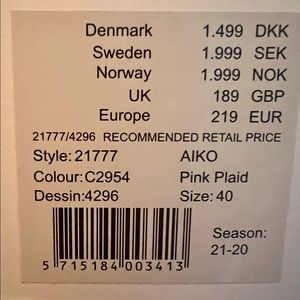 Denmark 1.499 DKK
Sweden 1.999 SEK
Norway 1.999 NOK
UK 189 GBP
Europe 219 EUR
21777/4296 RECOMMENDED RETAIL PRICE
Style: 21777 AIKO
Colour: C2954 Pink Plaid
Dessin: 4296 Size: 40
Season:
21-20
5 715184 003413